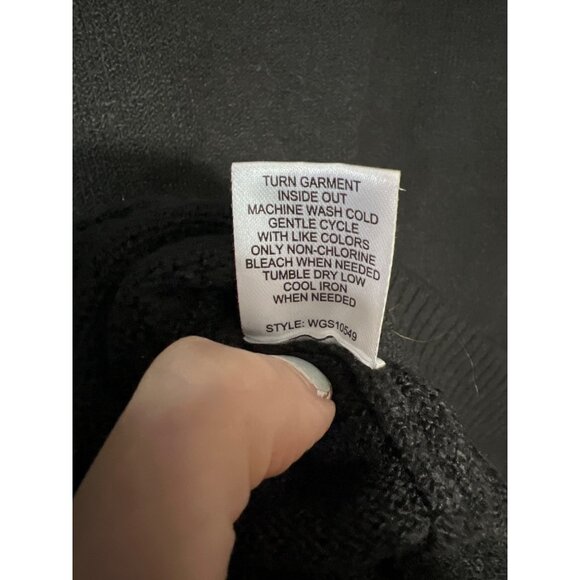 TURN GARMENT
INSIDE OUT
MACHINE WASH COLD
GENTLE CYCLE
WITH LIKE COLORS
ONLY NON-CHLORINE
BLEACH WHEN NEEDED
TUMBLE DRY LOW
COOL IRON
WHEN NEEDED
STYLE: WGS10549